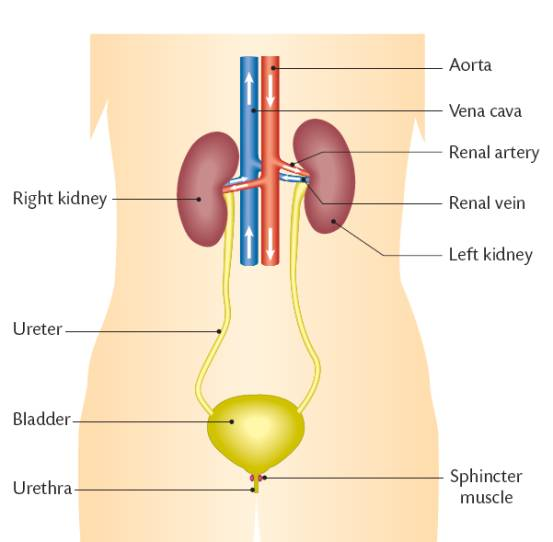 Aorta
Vena cava
Renal artery
Right kidney
Renal vein
Left kidney
Ureter
Bladder
Urethra
Sphincter
muscle